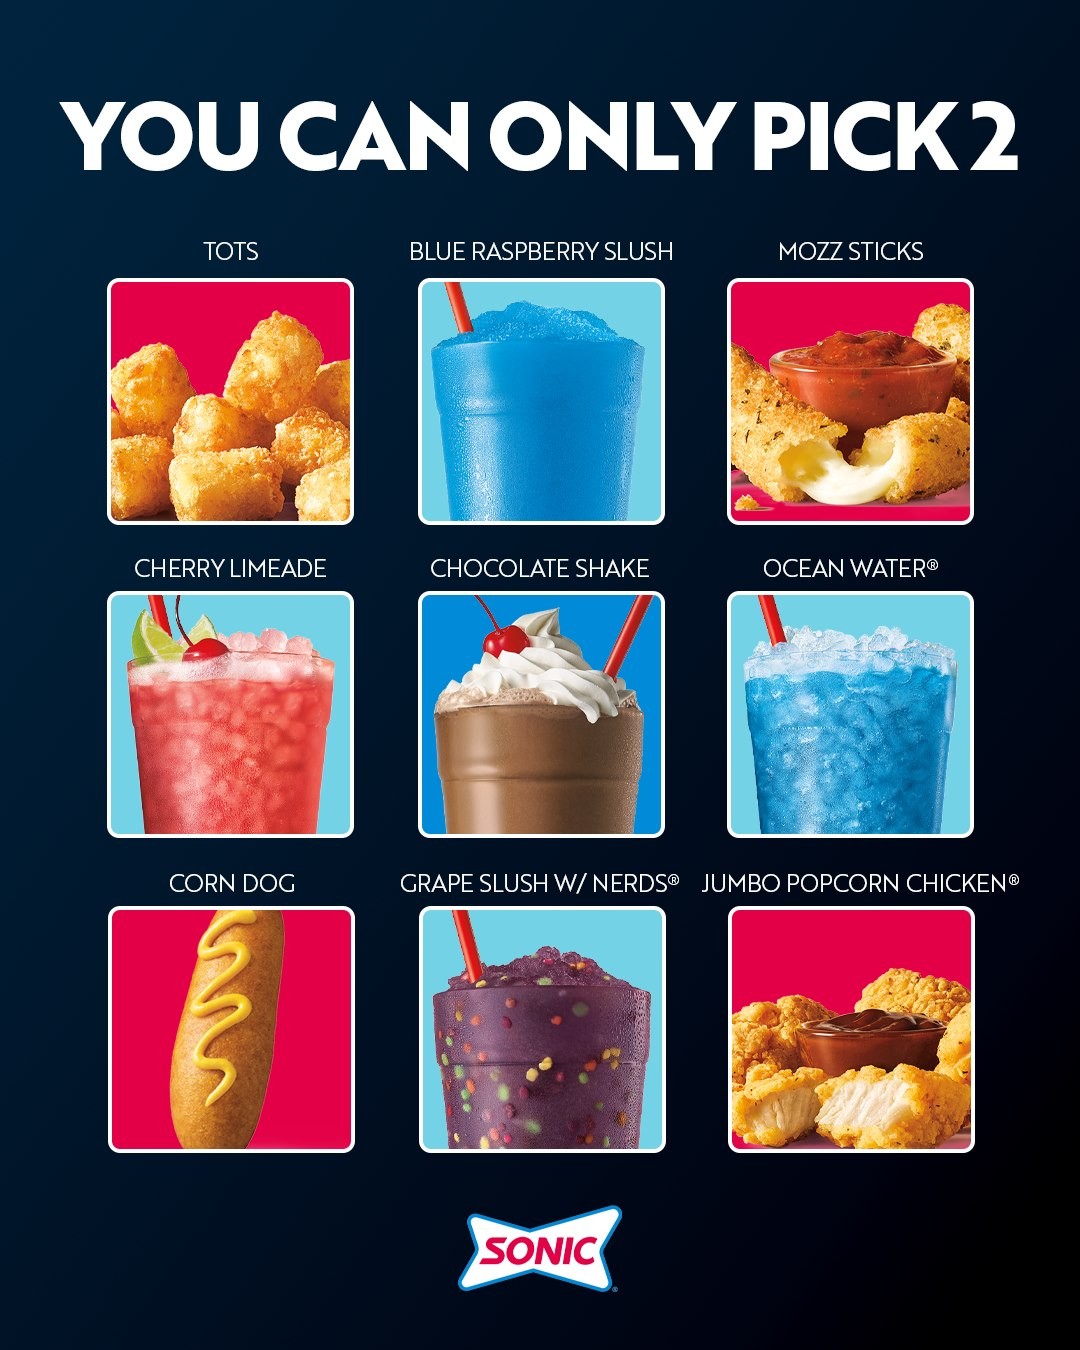 YOU CAN ONLY PICK 2
TOTS
BLUE RASPBERRY SLUSH
MOZZ STICKS
CHERRY LIMEADE
CHOCOLATE SHAKE
OCEAN WATER®
CORN DOG
GRAPE SLUSH W/ NERDS®
JUMBO POPCORN CHICKEN®
SONIC®